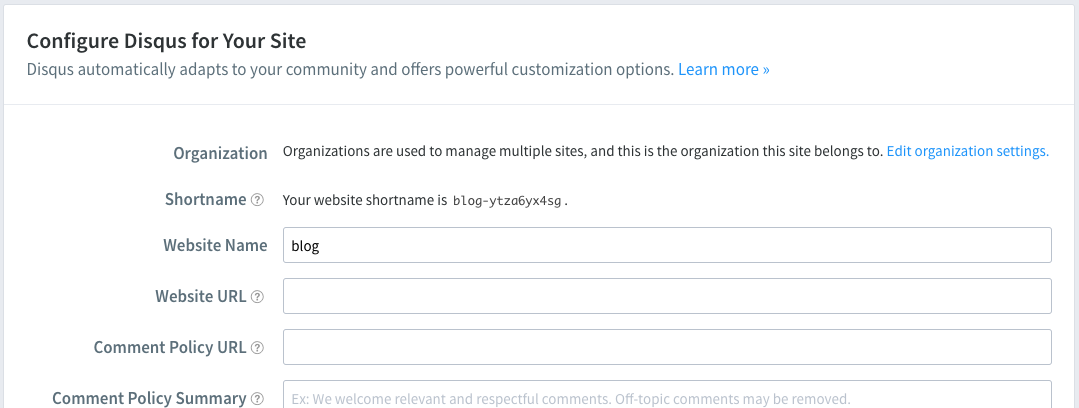 Configure Disqus for Your Site
Disqus automatically adapts to your community and offers powerful customization options. Learn more »
Organization Organizations are used to manage multiple sites, and this is the organization this site belongs to. Edit organization settings.
Shortname ? Your website shortname is blog-ytza6yx4sg.
Website Name blog
Website URL ?
Comment Policy URL ?
Comment Policy Summary ? Ex: We welcome relevant and respectful comments. Off-topic comments may be removed.